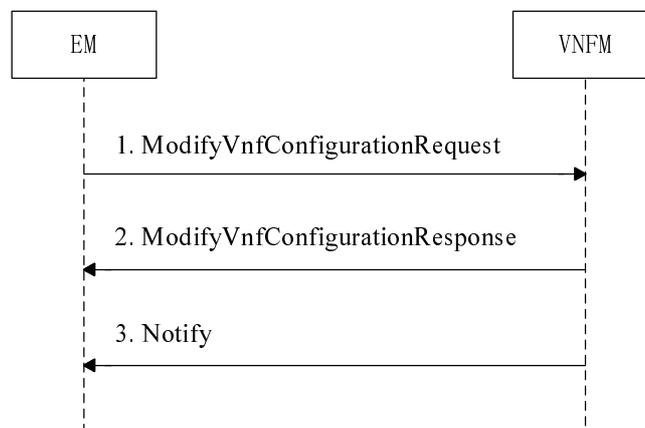 EM
VNFM
1. ModifyVnfConfigurationRequest
2. ModifyVnfConfigurationResponse
3. Notify